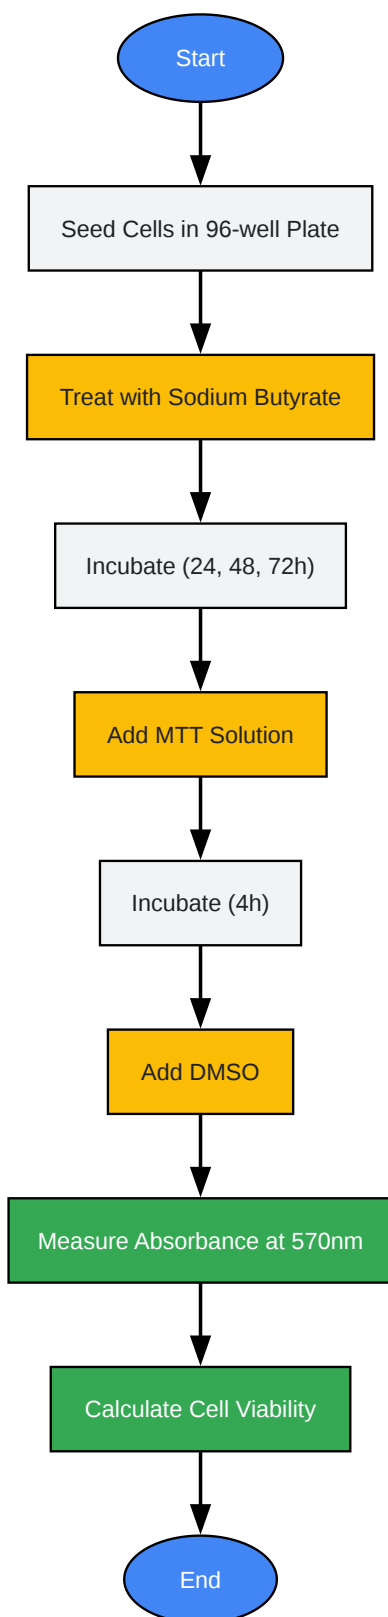 Start
Seed Cells in 96-well Plate
Treat with Sodium Butyrate
Incubate (24, 48, 72h)
Add MTT Solution
Incubate (4h)
Add DMSO
Measure Absorbance at 570nm
Calculate Cell Viability
End